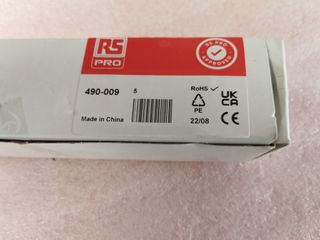 RS
PRO
RS PRO
APPROVED
490-009 5
RoHS
PE
UK
CA
Made in China
22/08
CE